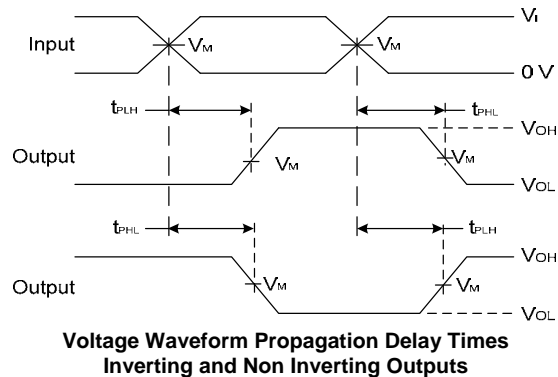 Input
VM
VM
VI
0 V
tPLH
tPHL
Output
VM
VM
VOH
VOL
tPHL
tPLH
Output
VM
VM
VOH
VOL
Voltage Waveform Propagation Delay Times
Inverting and Non Inverting Outputs